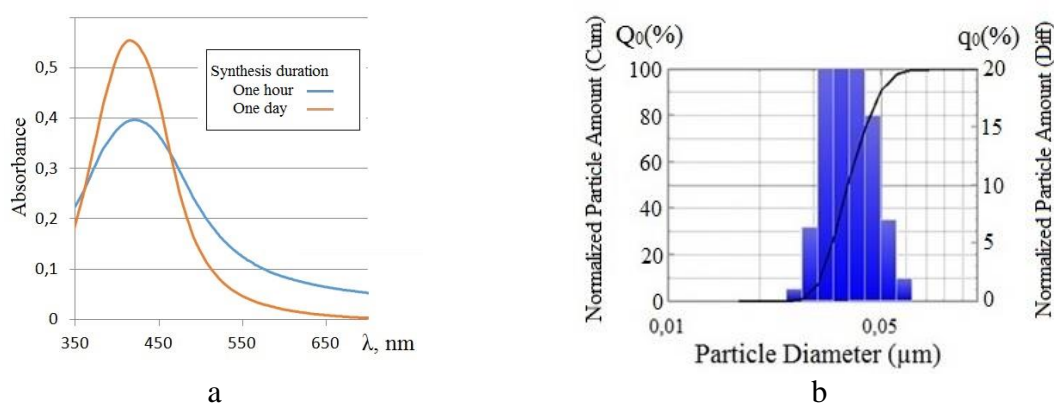 0,5
0,4
0,3
0,2
0,1
0
Absorbance
Synthesis duration
One hour
One day
350
450
550
650
λ, nm
a
Q₀(%)
q₀(%)
Normalized Particle Amount (Cum)
100
80
60
40
20
0
20
15
10
5
0
Normalized Particle Amount (Diff)
0,01
0,05
Particle Diameter (µm)
b